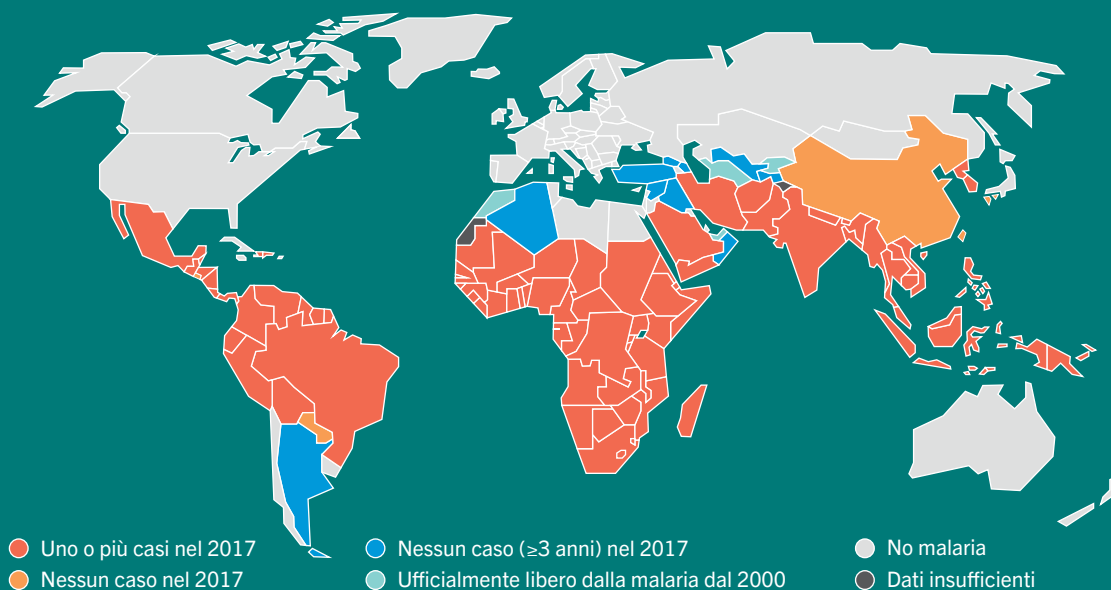 Uno o più casi nel 2017
Nessun caso nel 2017
Nessun caso (≥3 anni) nel 2017
Ufficialmente libero dalla malaria dal 2000
No malaria
Dati insufficienti